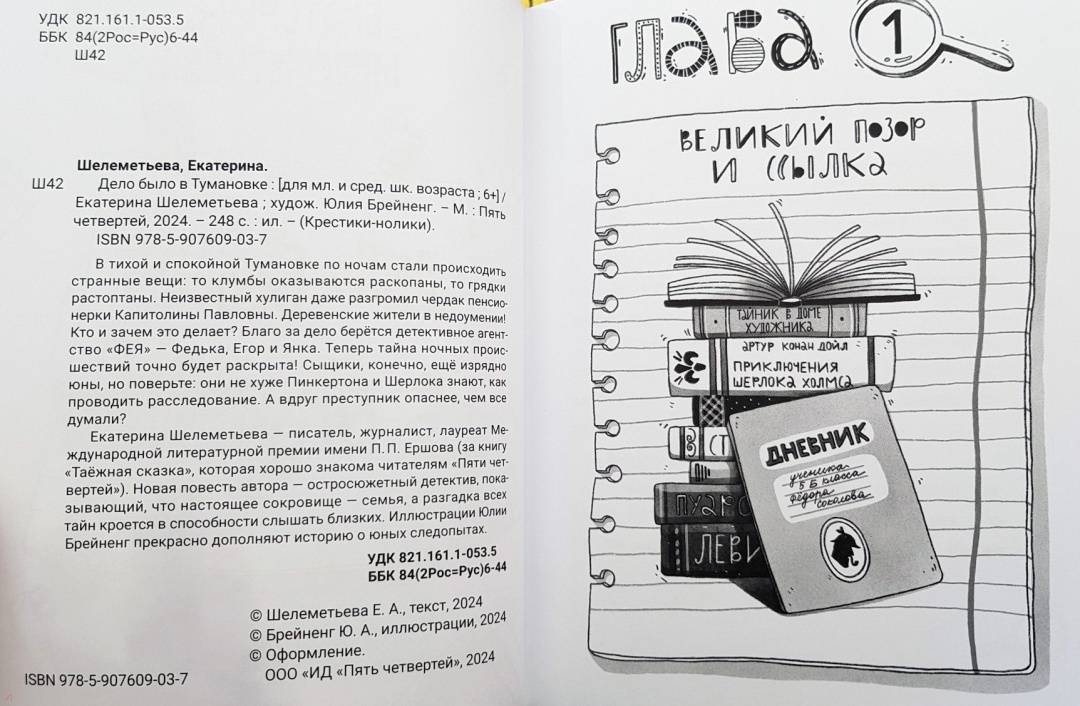 УДК 821.161.1-053.5
ББК 84(2Рос=Рус)6-44
Ш42
Шелеметьева, Екатерина.
Ш42 Дело было в Тумановке : [для мл. и сред. шк. возраста ; 6+] /
Екатерина Шелеметьева ; худож. Юлия Брейненг. – М. : Пять
четвертей, 2024. – 248 с. : ил. – (Крестики-нолики).
ISBN 978-5-907609-03-7
В тихой и спокойной Тумановке по ночам стали происходить
странные вещи: то клумбы оказываются раскопаны, то грядки
растоптаны. Неизвестный хулиган даже разгромил чердак пенсио-
нерки Капитолины Павловны. Деревенские жители в недоумении!
Кто и зачем это делает? Благо за дело берётся детективное агент-
ство «ФЕЯ» — Федька, Егор и Янка. Теперь тайна ночных проис-
шествий точно будет раскрыта! Сыщики, конечно, ещё изрядно
юны, но поверьте: они не хуже Пинкертона и Шерлока знают, как
проводить расследование. А вдруг преступник опаснее, чем все
думали?
Екатерина Шелеметьева — писатель, журналист, лауреат Ме-
ждународной литературной премии имени П. П. Ершова (за книгу
«Таёжная сказка», которая хорошо знакома читателям «Пяти чет-
вертей»). Новая повесть автора — остросюжетный детектив, пока-
зывающий, что настоящее сокровище — семья, а разгадка всех
тайн кроется в способности слышать близких. Иллюстрации Юлии
Брейненг прекрасно дополняют историю о юных следопытах.
УДК 821.161.1-053.5
ББК 84(2Рос=Рус)6-44
© Шелеметьева Е. А., текст, 2024
© Брейненг Ю. А., иллюстрации, 2024
© Оформление.
ООО «ИД «Пять четвертей», 2024
ISBN 978-5-907609-03-7
ГЛАВА 1
ВЕЛИКИЙ ПОЗОР
И ССЫЛКА
ТАЙНИК В ДОМЕ
ХУДОЖНИКА
АРТУР КОНАН ДОЙЛ
ПРИКЛЮЧЕНИЯ
ШЕРЛОКА ХОЛМСА
СТ
ПУАРО
ЛЕВИ
ДНЕВНИК
ученика
5 Б класса
Фёдора
Соколова